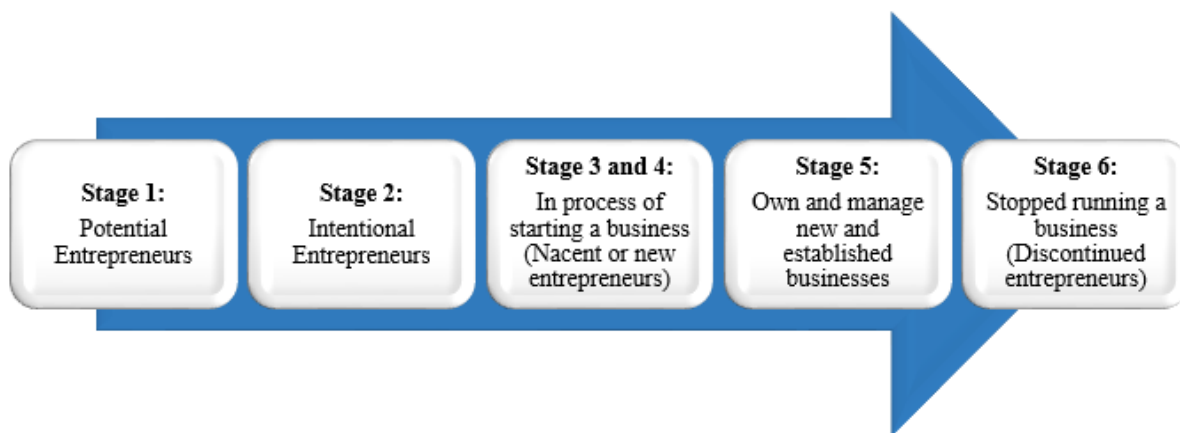 Stage 1:
Potential
Entrepreneurs
Stage 2:
Intentional
Entrepreneurs
Stage 3 and 4:
In process of
starting a business
(Nacent or new
entrepreneurs)
Stage 5:
Own and manage
new and
established
businesses
Stage 6:
Stopped running a
business
(Discontinued
entrepreneurs)